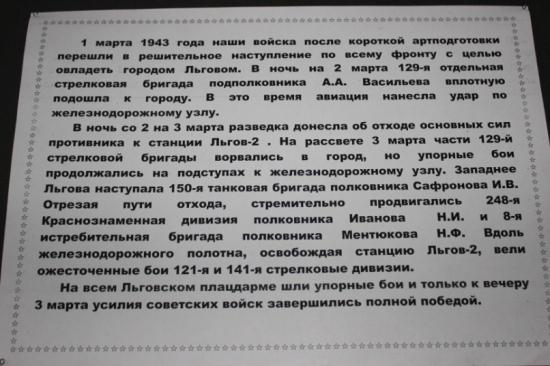 1 марта 1943 года наши войска после короткой артподготовки
перешли в решительное наступление по всему фронту с целью
овладеть городом Льговом. В ночь на 2 марта 129-я отдельная
стрелковая бригада подполковника А.А. Васильева вплотную
подошла к городу. В это время авиация нанесла удар по
железнодорожному узлу.
В ночь со 2 на 3 марта разведка донесла об отходе основных сил
противника к станции Льгов-2 . На рассвете 3 марта части 129-й
стрелковой бригады ворвались в город, но упорные бои
продолжались на подступах к железнодорожному узлу. Западнее
Льгова наступала 150-я танковая бригада полковника Сафронова И.В.
Отрезая пути отхода, стремительно продвигались 248-я
Краснознаменная дивизия полковника Иванова Н.И. и 8-я
истребительная бригада полковника Ментюкова Н.Ф. Вдоль
железнодорожного полотна, освобождая станцию Льгов-2, вели
ожесточенные бои 121-я и 141-я стрелковые дивизии.
На всем Льговском плацдарме шли упорные бои и только к вечеру
3 марта усилия советских войск завершились полной победой.